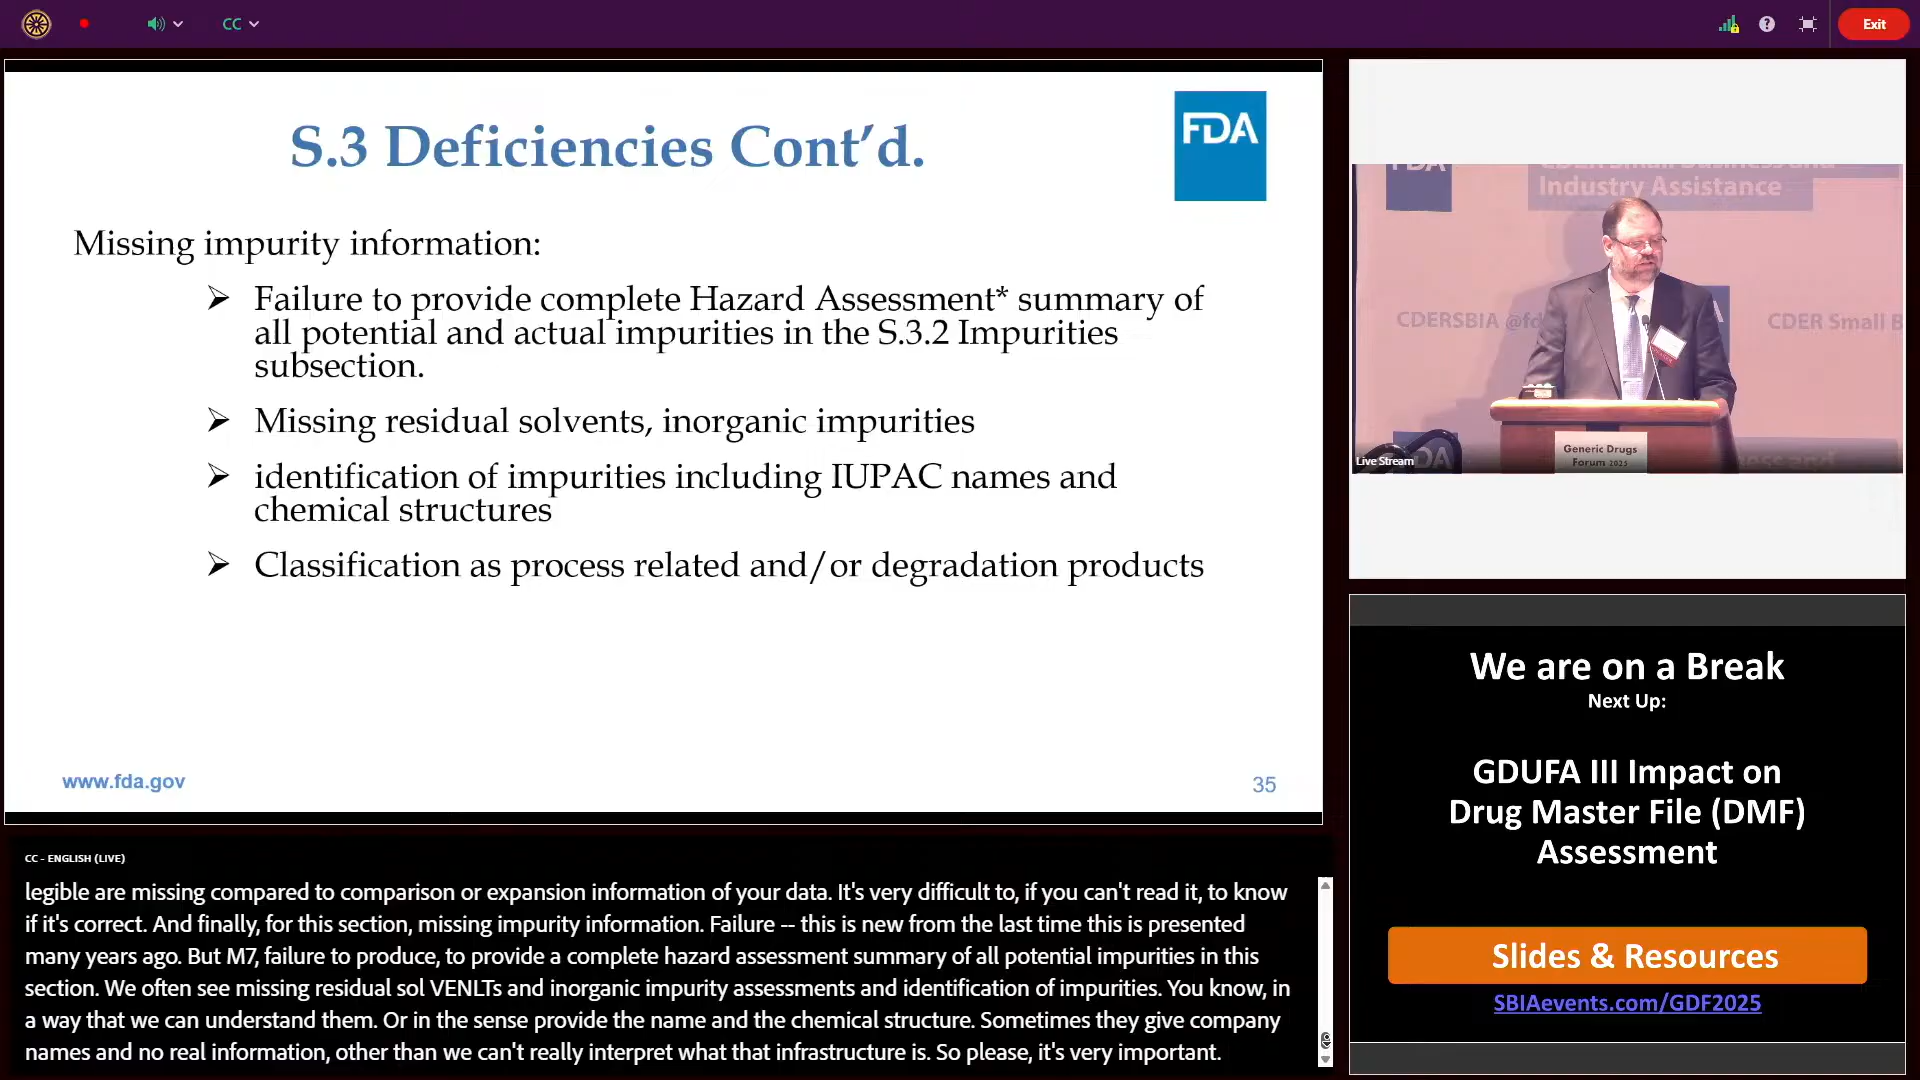 CC
Exit
S.3 Deficiencies Cont’d.
FDA
Missing impurity information:
Failure to provide complete Hazard Assessment* summary of
all potential and actual impurities in the S.3.2 Impurities
subsection.
Missing residual solvents, inorganic impurities
identification of impurities including IUPAC names and
chemical structures
Classification as process related and/or degradation products
www.fda.gov
35
CC - ENGLISH (LIVE)
legible are missing compared to comparison or expansion information of your data. It's very difficult to, if you can't read it, to know
if it's correct. And finally, for this section, missing impurity information. Failure -- this is new from the last time this is presented
many years ago. But M7, failure to produce, to provide a complete hazard assessment summary of all potential impurities in this
section. We often see missing residual sol VENLTs and inorganic impurity assessments and identification of impurities. You know, in
a way that we can understand them. Or in the sense provide the name and the chemical structure. Sometimes they give company
names and no real information, other than we can't really interpret what that infrastructure is. So please, it's very important.
FDA
CDER Small Business and
Industry Assistance
CDERSBIA @fd
CDER Small B
Generic Drugs
Forum 2025
Live Stream
DA
ness and
We are on a Break
Next Up:
GDUFA III Impact on
Drug Master File (DMF)
Assessment
Slides & Resources
SBIAevents.com/GDF2025